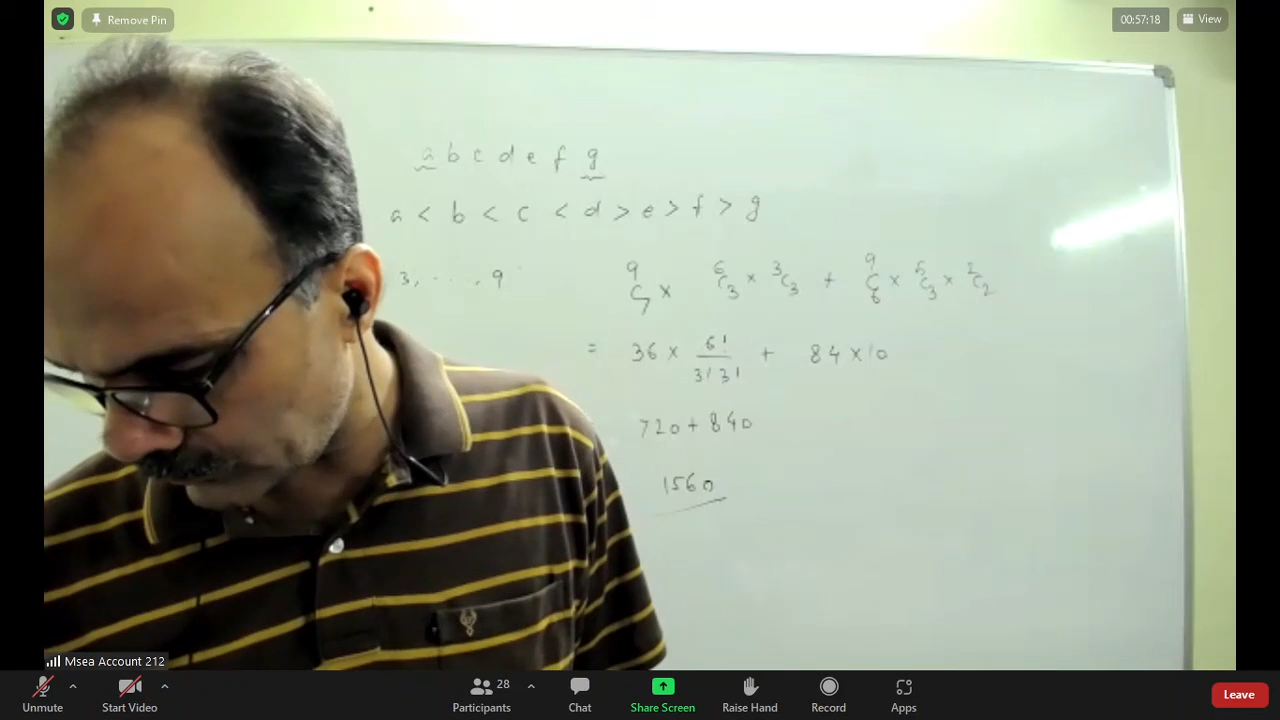 Remove Pin
00:57:18 View
a b c d e f g
a < b < c < d > e > f > g
3, . . . , 9
⁹C₇ × ⁶C₃ × ³C₃ + ⁹C₆ × ⁵C₃ × ²C₂
= 36 × 6!/3!3! + 84 × 10
720 + 840
1560
Msea Account 212
Unmute Start Video 28 Participants Chat Share Screen Raise Hand Record Apps Leave